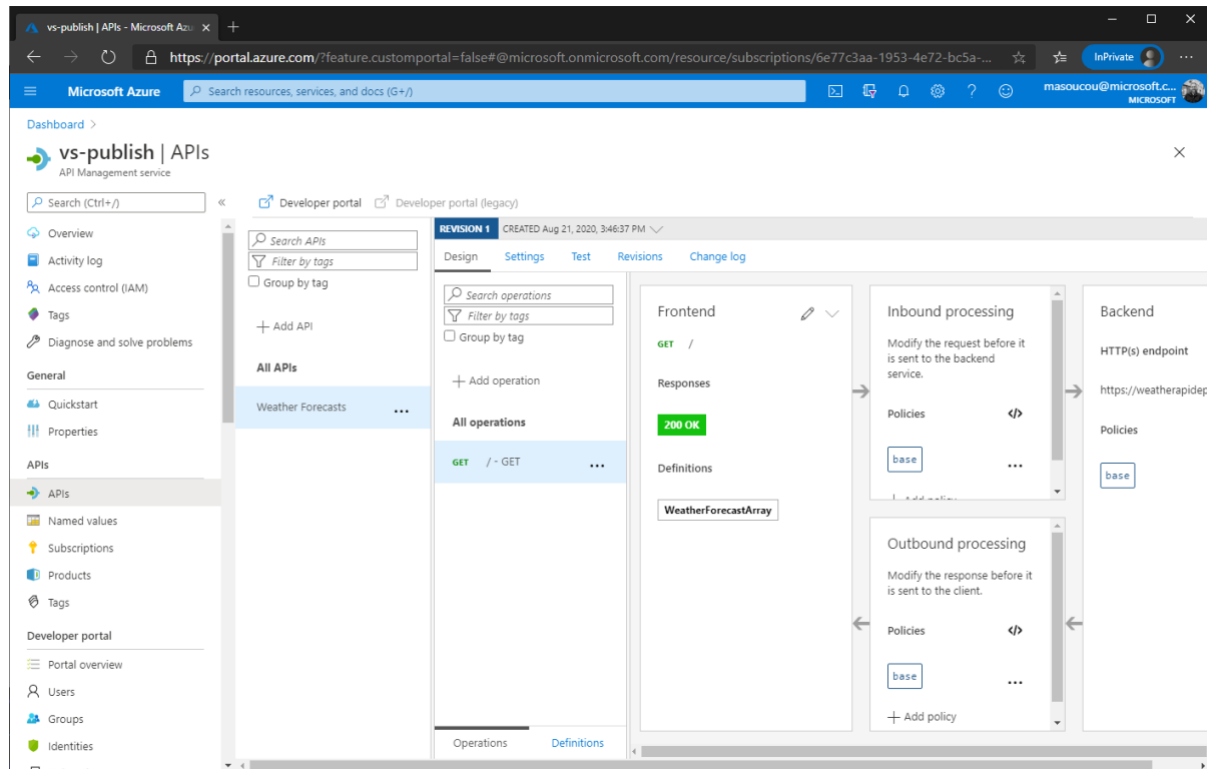 vs-publish | APIs - Microsoft Azu
https://portal.azure.com/?feature.customportal=false#@microsoft.onmicrosoft.com/resource/subscriptions/6e77c3aa-1953-4e72-bc5a-...
InPrivate
Microsoft Azure
Search resources, services, and docs (G+/)
masoucou@microsoft.c...
MICROSOFT
Dashboard >
vs-publish | APIs
API Management service
Search (Ctrl+/)
Overview
Activity log
Access control (IAM)
Tags
Diagnose and solve problems
General
Quickstart
Properties
APIs
APIs
Named values
Subscriptions
Products
Tags
Developer portal
Portal overview
Users
Groups
Identities
Developer portal
Developer portal (legacy)
Search APIs
Filter by tags
Group by tag
+ Add API
All APIs
Weather Forecasts
...
REVISION 1 CREATED Aug 21, 2020, 3:46:37 PM
Design Settings Test Revisions Change log
Search operations
Filter by tags
Group by tag
+ Add operation
All operations
GET / - GET ...
Operations Definitions
Frontend
GET /
Responses
200 OK
Definitions
WeatherForecastArray
Inbound processing
Modify the request before it
is sent to the backend
service.
Policies </>
base
...
+ Add policy
Outbound processing
Modify the response before it
is sent to the client.
Policies </>
base
...
+ Add policy
Backend
HTTP(s) endpoint
https://weatherapidep
Policies
base